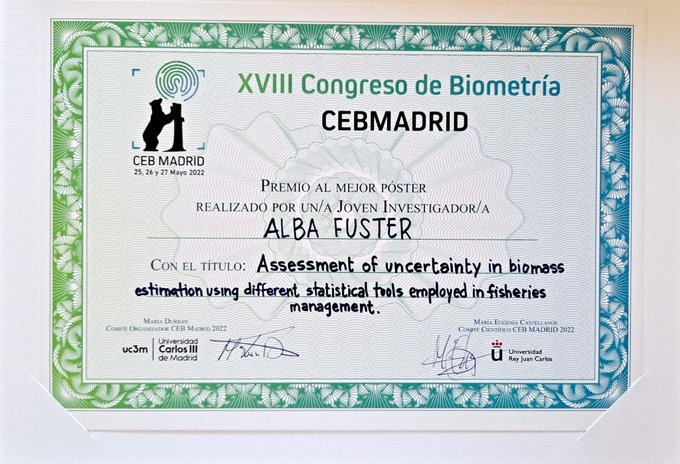 XVIII Congreso de Biometría
CEBMADRID
CEB MADRID
25, 26 y 27 Mayo 2022
PREMIO AL MEJOR PÓSTER
REALIZADO POR UN/A JOVEN INVESTIGADOR/A
ALBA FUSTER
CON EL TÍTULO: Assessment of uncertainty in biomass
estimation using different statistical tools employed in fisheries
management.
MARÍA DURBÁN
COMITÉ ORGANIZADOR CEB MADRID 2022
uc3m | Universidad
Carlos III
de Madrid
MARÍA EUGENIA CASTELLANOS
COMITÉ CIENTÍFICO CEB MADRID 2022
Universidad
Rey Juan Carlos